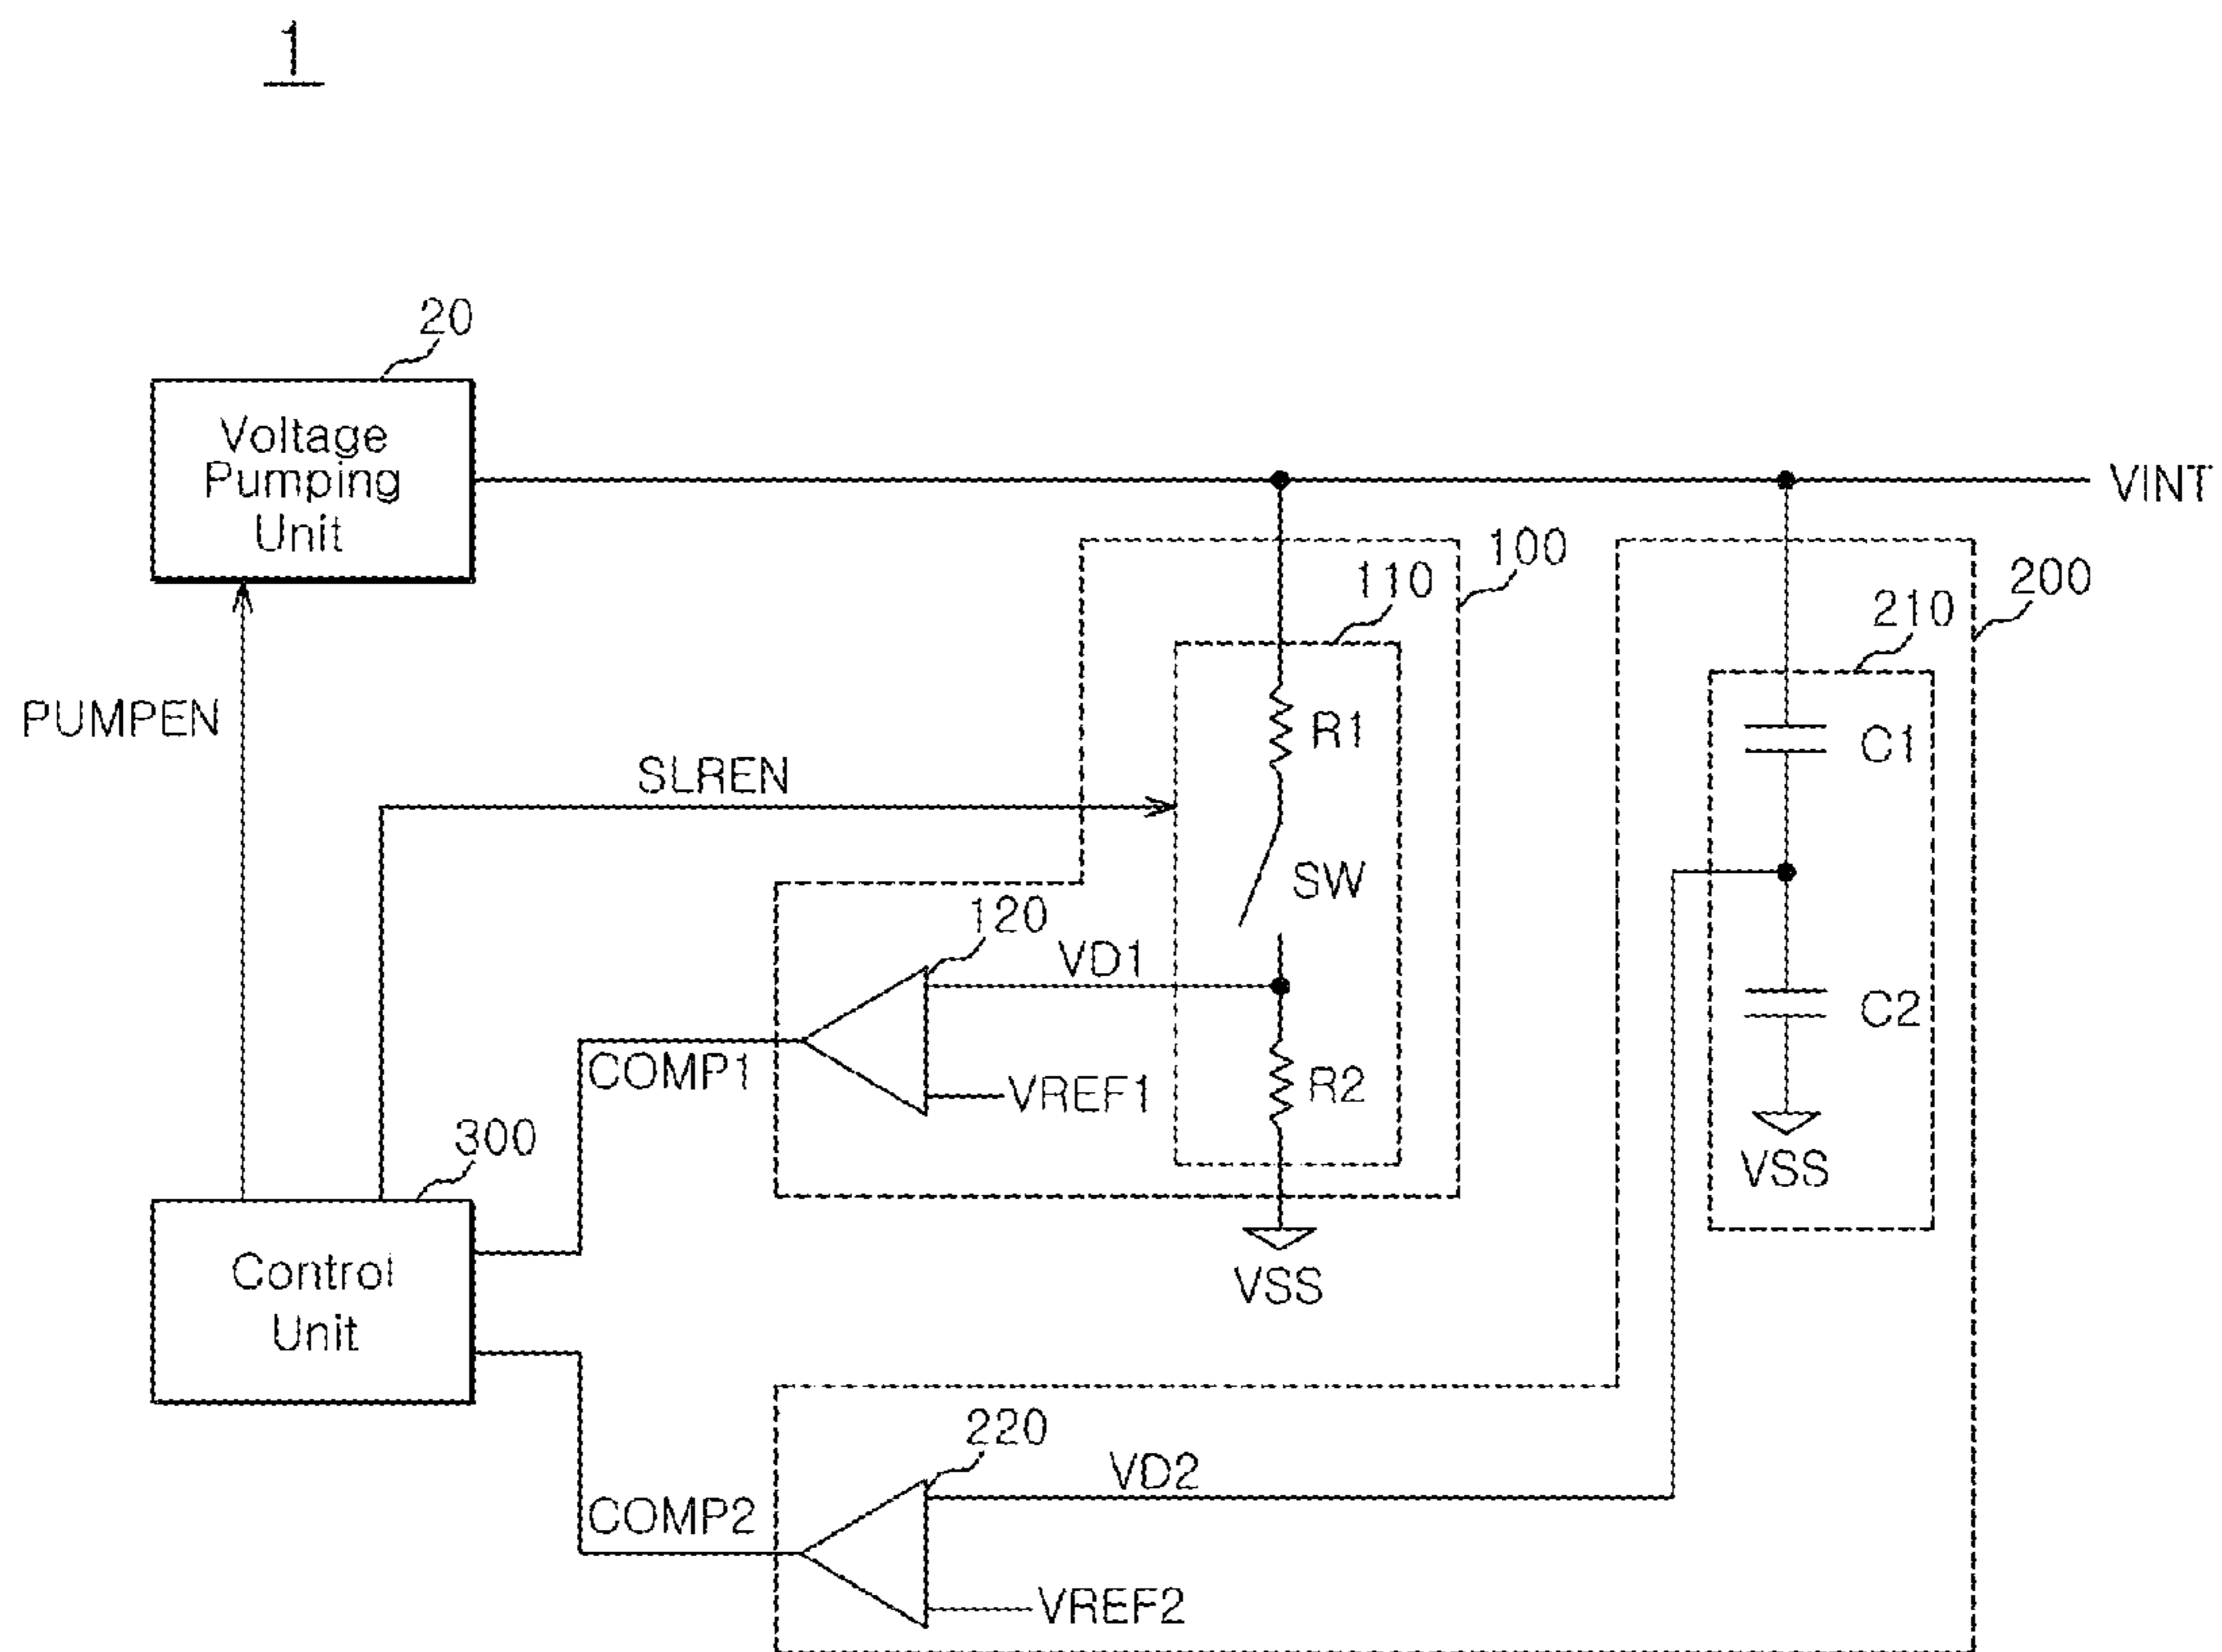 1
20
Voltage
Pumping
Unit
VINT
100
110
200
210
PUMPEN
R1
C1
SLREN
SW
120
VD1
C2
COMP1
VREF1
R2
300
VSS
Control
Unit
VSS
220
VD2
COMP2
VREF2